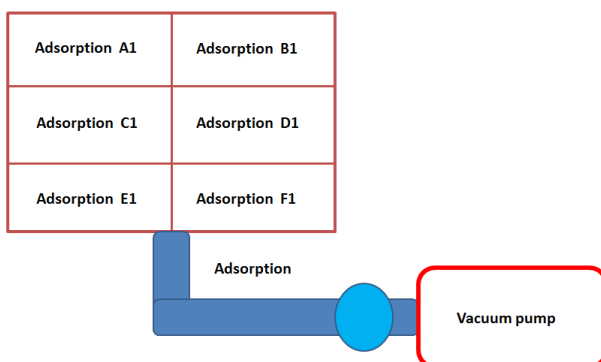 Adsorption A1
Adsorption B1
Adsorption C1
Adsorption D1
Adsorption E1
Adsorption F1
Adsorption
Vacuum pump